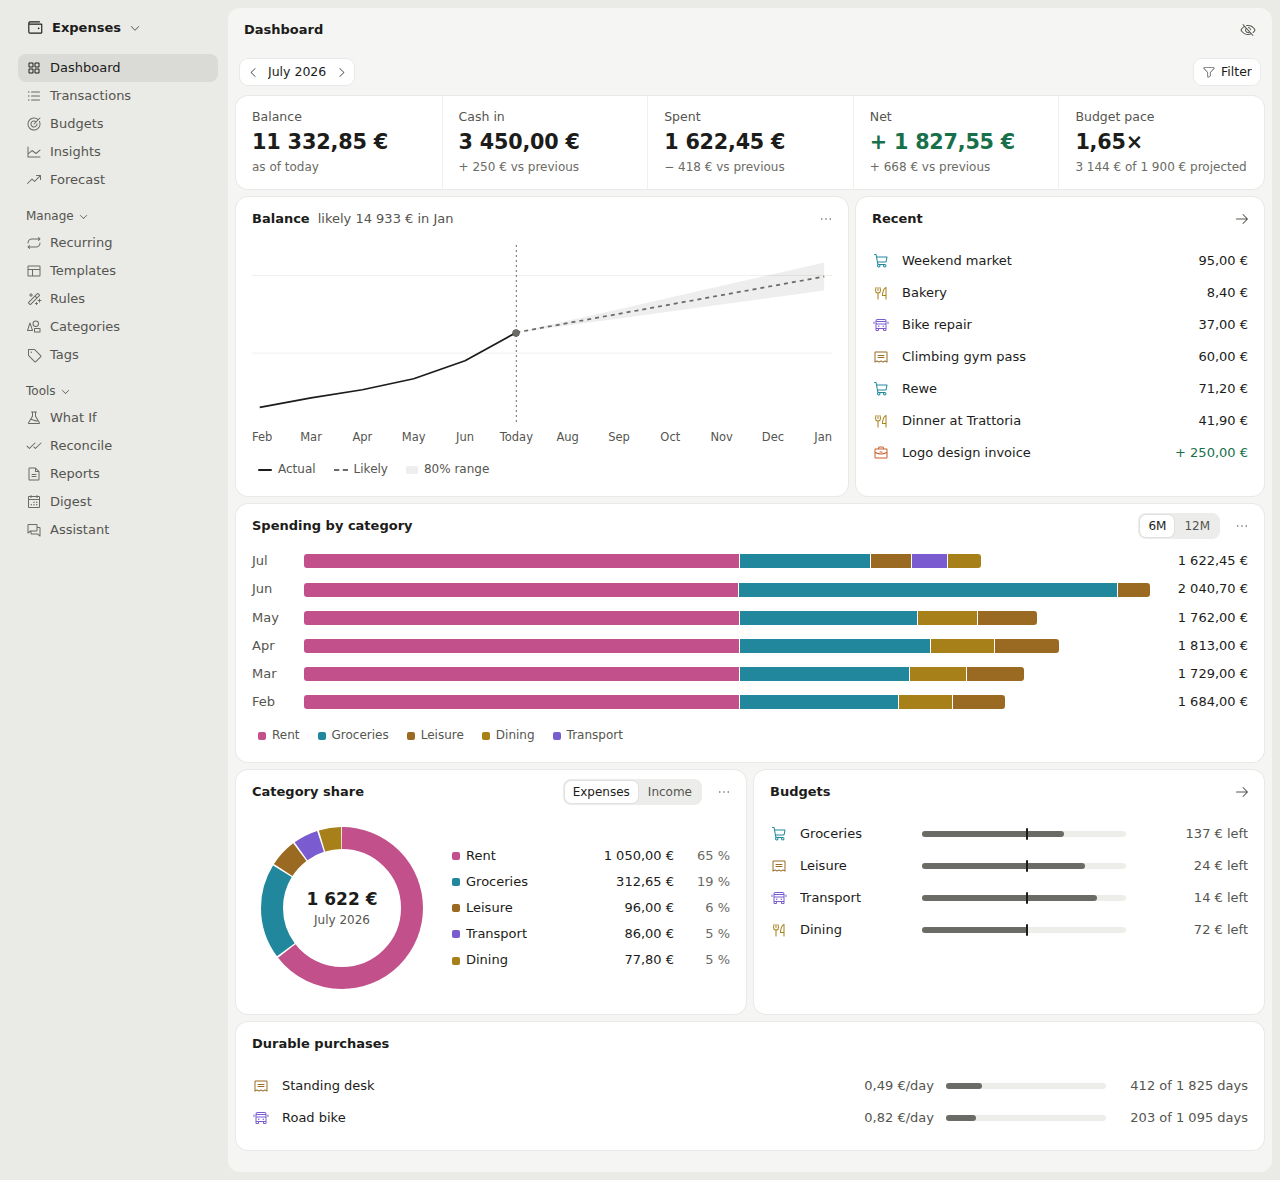 Expenses
Dashboard
Transactions
Budgets
Insights
Forecast
Manage
Recurring
Templates
Rules
Categories
Tags
Tools
What If
Reconcile
Reports
Digest
Assistant
Dashboard
July 2026
Filter
Balance
11 332,85 €
as of today
Cash in
3 450,00 €
+ 250 € vs previous
Spent
1 622,45 €
− 418 € vs previous
Net
+ 1 827,55 €
+ 668 € vs previous
Budget pace
1,65×
3 144 € of 1 900 € projected
Balance likely 14 933 € in Jan
Feb Mar Apr May Jun Today Aug Sep Oct Nov Dec Jan
Actual Likely 80% range
Recent
Weekend market 95,00 €
Bakery 8,40 €
Bike repair 37,00 €
Climbing gym pass 60,00 €
Rewe 71,20 €
Dinner at Trattoria 41,90 €
Logo design invoice + 250,00 €
Spending by category
6M 12M
Jul 1 622,45 €
Jun 2 040,70 €
May 1 762,00 €
Apr 1 813,00 €
Mar 1 729,00 €
Feb 1 684,00 €
Rent Groceries Leisure Dining Transport
Category share
Expenses Income
1 622 €
July 2026
Rent 1 050,00 € 65 %
Groceries 312,65 € 19 %
Leisure 96,00 € 6 %
Transport 86,00 € 5 %
Dining 77,80 € 5 %
Budgets
Groceries 137 € left
Leisure 24 € left
Transport 14 € left
Dining 72 € left
Durable purchases
Standing desk 0,49 €/day 412 of 1 825 days
Road bike 0,82 €/day 203 of 1 095 days